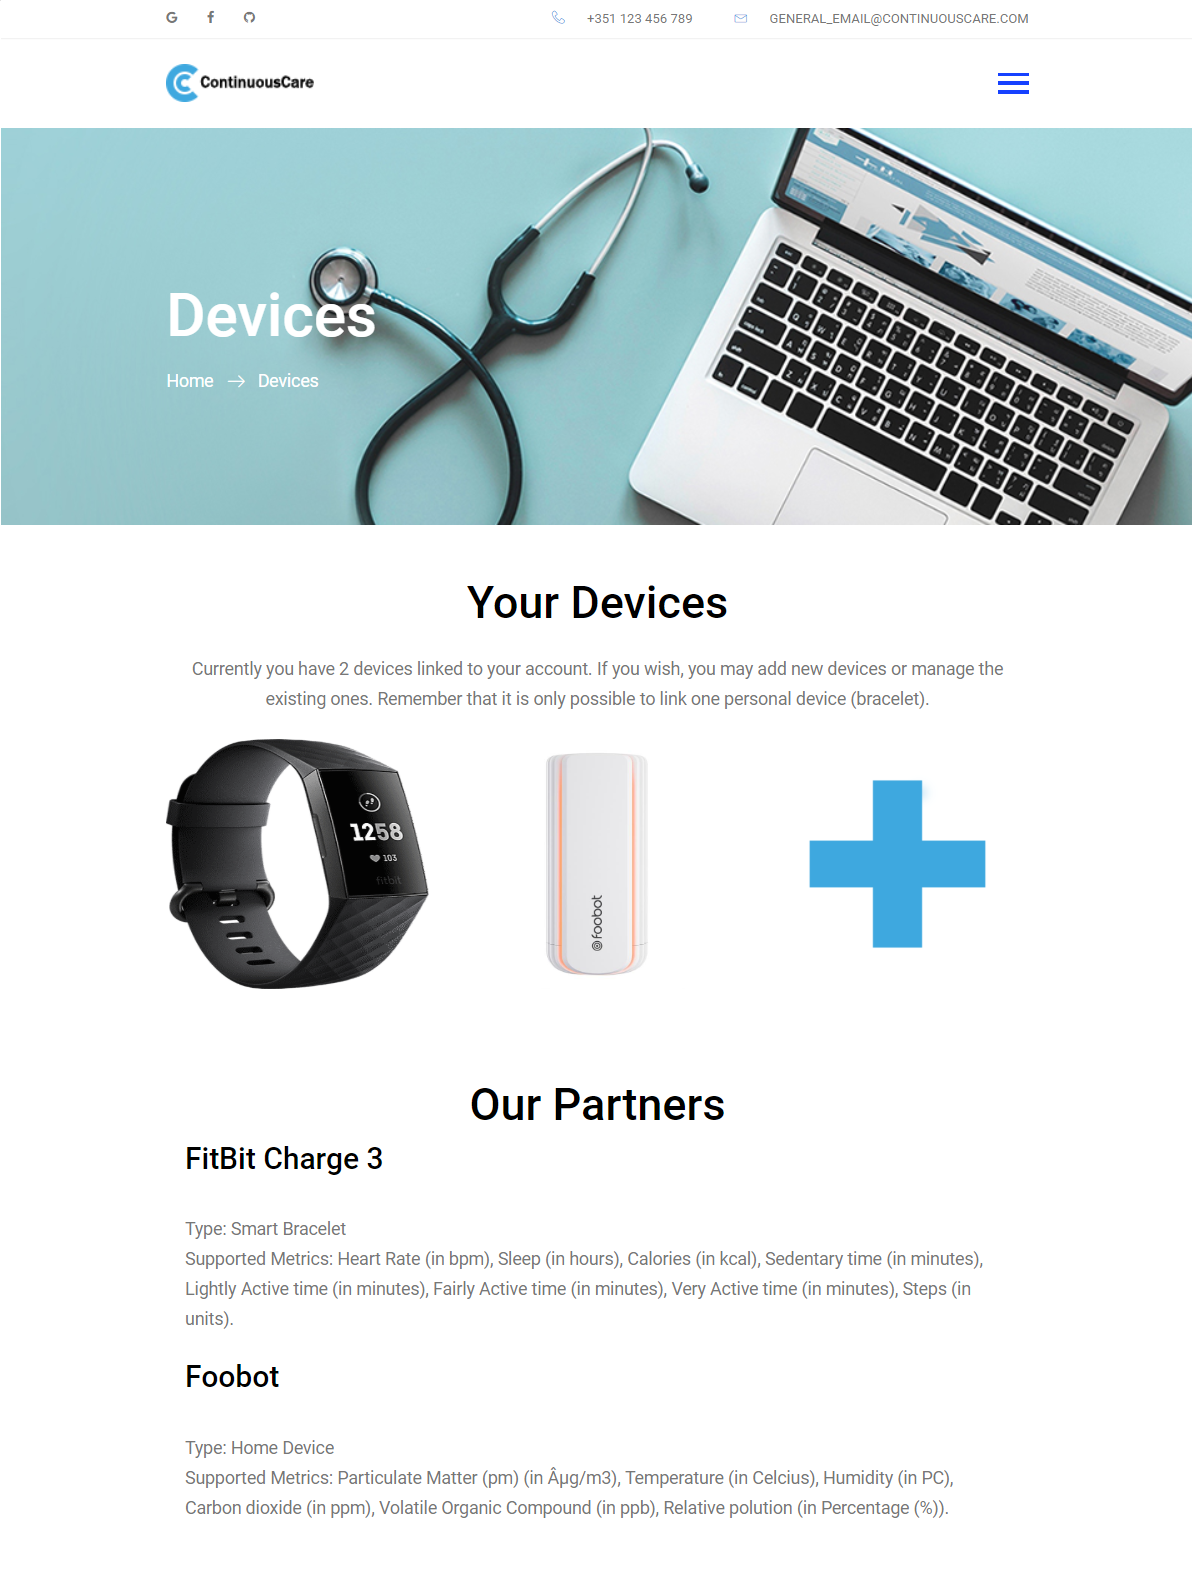 +351 123 456 789 GENERAL_EMAIL@CONTINUOUSCARE.COM
ContinuousCare
Devices
Home Devices
Your Devices
Currently you have 2 devices linked to your account. If you wish, you may add new devices or manage the
existing ones. Remember that it is only possible to link one personal device (bracelet).
1258
103
fitbit
foobot
Our Partners
FitBit Charge 3
Type: Smart Bracelet
Supported Metrics: Heart Rate (in bpm), Sleep (in hours), Calories (in kcal), Sedentary time (in minutes),
Lightly Active time (in minutes), Fairly Active time (in minutes), Very Active time (in minutes), Steps (in
units).
Foobot
Type: Home Device
Supported Metrics: Particulate Matter (pm) (in Âµg/m3), Temperature (in Celcius), Humidity (in PC),
Carbon dioxide (in ppm), Volatile Organic Compound (in ppb), Relative polution (in Percentage (%)).